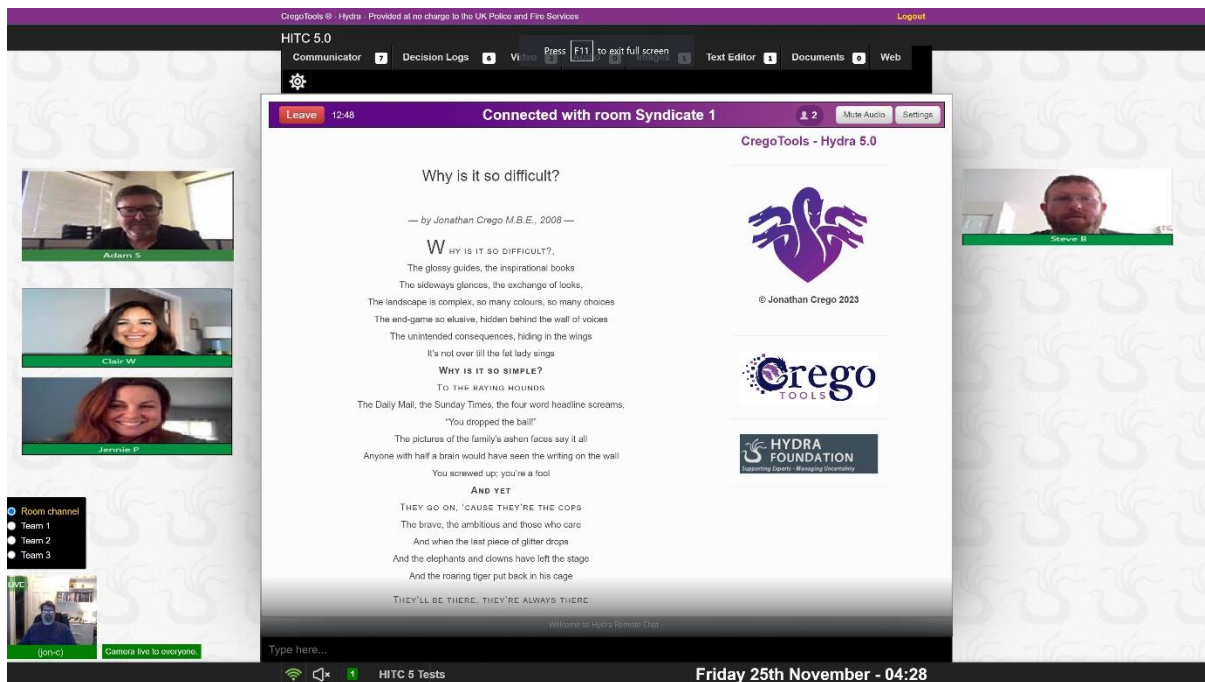 CregoTools ® - Hydra - Provided at no charge to the UK Police and Fire Services
Logout
HITC 5.0
Press F11 to exit full screen
Communicator 7 Decision Logs 6 Video Images Text Editor 1 Documents 0 Web
Leave 12:48 Connected with room Syndicate 1 2 Mute Audio Settings
CregoTools - Hydra 5.0
Why is it so difficult?
— by Jonathan Crego M.B.E., 2008 —
WHY IS IT SO DIFFICULT?,
The glossy guides, the inspirational books
The sideways glances, the exchange of looks,
The landscape is complex, so many colours, so many choices
The end-game so elusive, hidden behind the wall of voices
The unintended consequences, hiding in the wings
It's not over till the fat lady sings
WHY IS IT SO SIMPLE?
TO THE BAYING HOUNDS
The Daily Mail, the Sunday Times, the four word headline screams,
"You dropped the ball!"
The pictures of the family's ashen faces say it all
Anyone with half a brain would have seen the writing on the wall
You screwed up; you're a fool
AND YET
THEY GO ON, 'CAUSE THEY'RE THE COPS
The brave, the ambitious and those who care
And when the last piece of glitter drops
And the elephants and clowns have left the stage
And the roaring tiger put back in his cage
THEY'LL BE THERE, THEY'RE ALWAYS THERE
Welcome to Hydra Remote Chat -
© Jonathan Crego 2023
Crego
TOOLS
HYDRA
FOUNDATION
Supporting Experts - Managing Uncertainty
Adam S
Clair W
Jennie P
Steve B
Room channel
Team 1
Team 2
Team 3
LIVE
(jon-c)
Camera live to everyone.
Type here...
1 HITC 5 Tests
Friday 25th November - 04:28